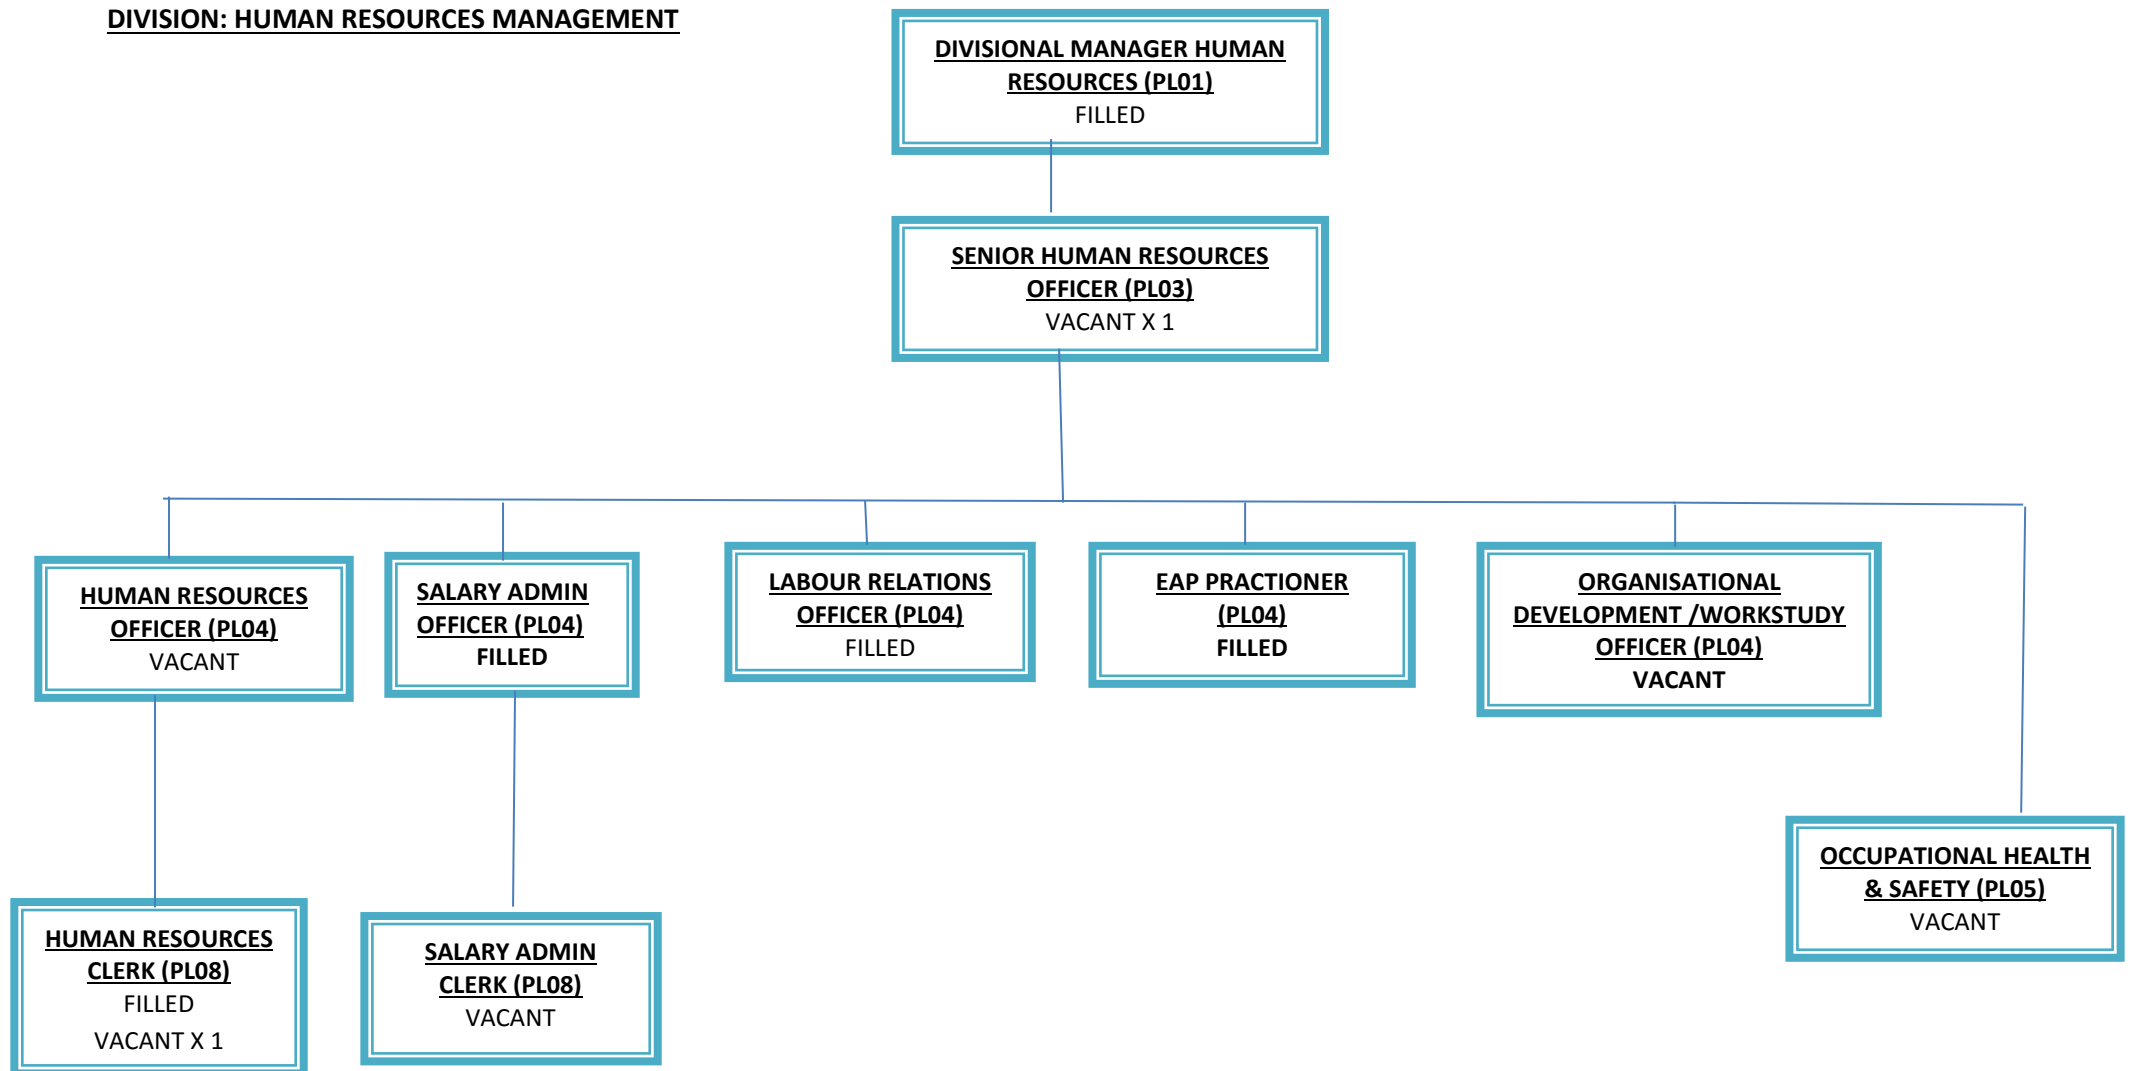 DIVISION: HUMAN RESOURCES MANAGEMENT
DIVISIONAL MANAGER HUMAN
RESOURCES (PL01)
FILLED
SENIOR HUMAN RESOURCES
OFFICER (PL03)
VACANT X 1
HUMAN RESOURCES
OFFICER (PL04)
VACANT
SALARY ADMIN
OFFICER (PL04)
FILLED
LABOUR RELATIONS
OFFICER (PL04)
FILLED
EAP PRACTIONER
(PL04)
FILLED
ORGANISATIONAL
DEVELOPMENT /WORKSTUDY
OFFICER (PL04)
VACANT
OCCUPATIONAL HEALTH
& SAFETY (PL05)
VACANT
HUMAN RESOURCES
CLERK (PL08)
FILLED
VACANT X 1
SALARY ADMIN
CLERK (PL08)
VACANT